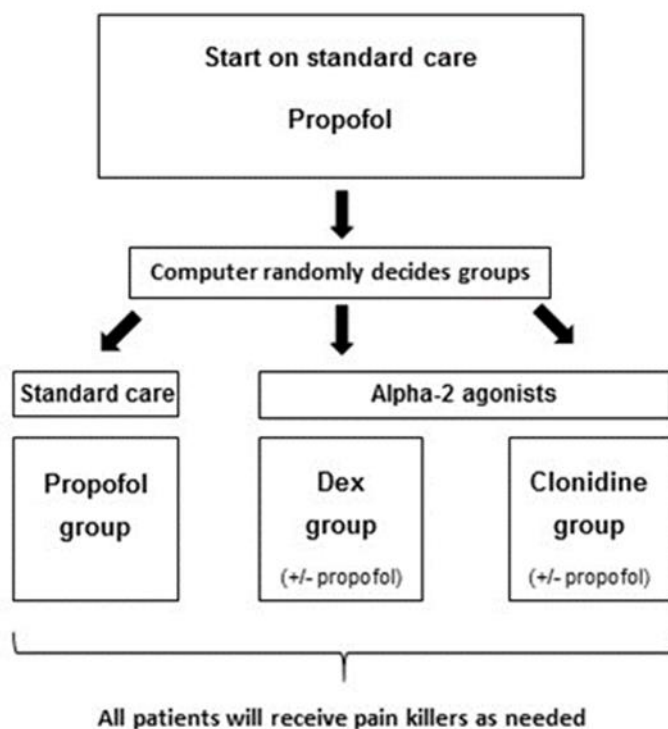 Start on standard care
Propofol
Computer randomly decides groups
Standard care
Alpha-2 agonists
Propofol
group
Dex
group
(+/- propofol)
Clonidine
group
(+/- propofol)
All patients will receive pain killers as needed